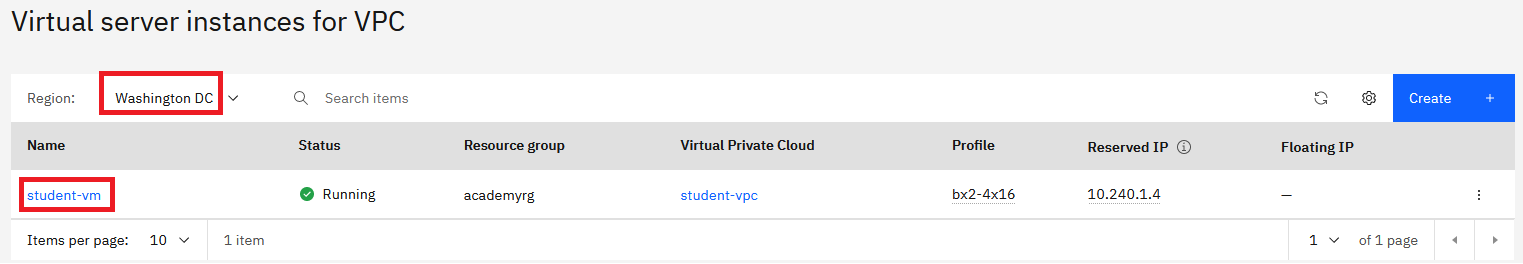 Virtual server instances for VPC
Region: Washington DC Search items Create +
Name Status Resource group Virtual Private Cloud Profile Reserved IP Floating IP
student-vm Running academyrg student-vpc bx2-4x16 10.240.1.4 —
Items per page: 10 1 item 1 of 1 page